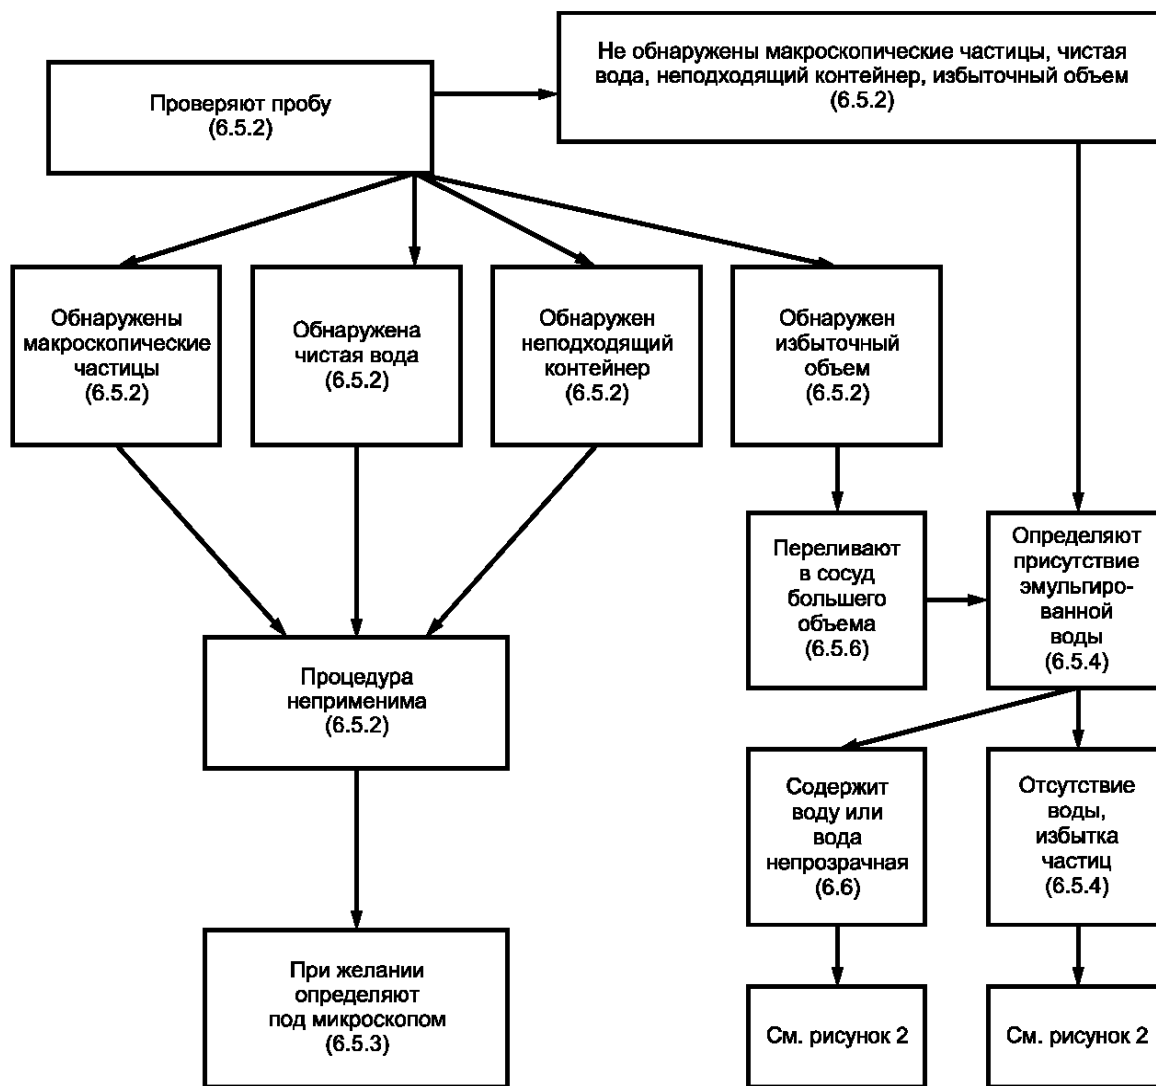 Не обнаружены макроскопические частицы, чистая
вода, неподходящий контейнер, избыточный объем
(6.5.2)
Проверяют пробу
(6.5.2)
Обнаружены
макроскопические
частицы
(6.5.2)
Обнаружена
чистая вода
(6.5.2)
Обнаружен
неподходящий
контейнер
(6.5.2)
Обнаружен
избыточный
объем
(6.5.2)
Переливают
в сосуд
большего
объема
(6.5.6)
Определяют
присутствие
эмульгиро-
ванной
воды
(6.5.4)
Процедура
неприменима
(6.5.2)
Содержит
воду или
вода
непрозрачная
(6.6)
Отсутствие
воды,
избытка
частиц
(6.5.4)
При желании
определяют
под микроскопом
(6.5.3)
См. рисунок 2
См. рисунок 2